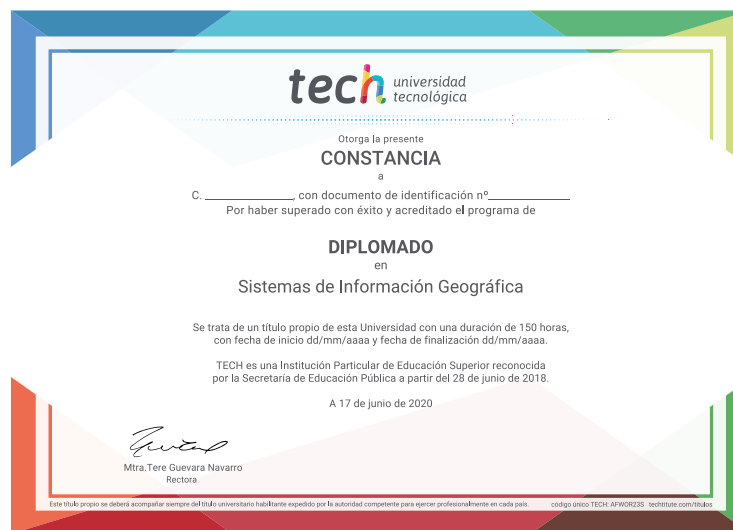 tech universidad
tecnológica
Otorga la presente
CONSTANCIA
a
C. ____________, con documento de identificación nº____________
Por haber superado con éxito y acreditado el programa de
DIPLOMADO
en
Sistemas de Información Geográfica
Se trata de un título propio de esta Universidad con una duración de 150 horas,
con fecha de inicio dd/mm/aaaa y fecha de finalización dd/mm/aaaa.
TECH es una Institución Particular de Educación Superior reconocida
por la Secretaría de Educación Pública a partir del 28 de junio de 2018.
A 17 de junio de 2020
Mtra.Tere Guevara Navarro
Rectora
Este título propio se deberá acompañar siempre del título universitario habilitante expedido por la autoridad competente para ejercer profesionalmente en cada país. código único TECH: AFWOR23S techtitute.com/titulos